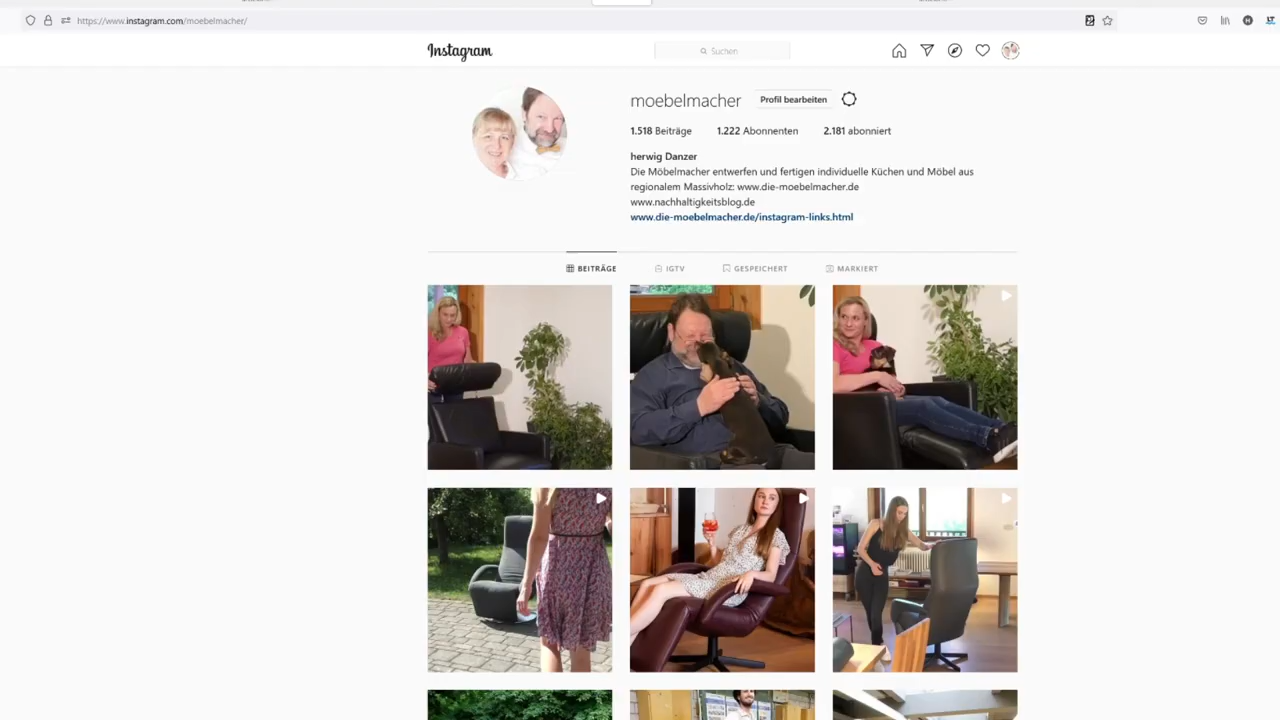 https://www.instagram.com/moebelmacher/
Instagram
Suchen
moebelmacher
Profil bearbeiten
1.518 Beiträge
1.222 Abonnenten
2.181 abonniert
herwig Danzer
Die Möbelmacher entwerfen und fertigen individuelle Küchen und Möbel aus
regionalem Massivholz: www.die-moebelmacher.de
www.nachhaltigkeitsblog.de
www.die-moebelmacher.de/instagram-links.html
BEITRÄGE
IGTV
GESPEICHERT
MARKIERT
LT